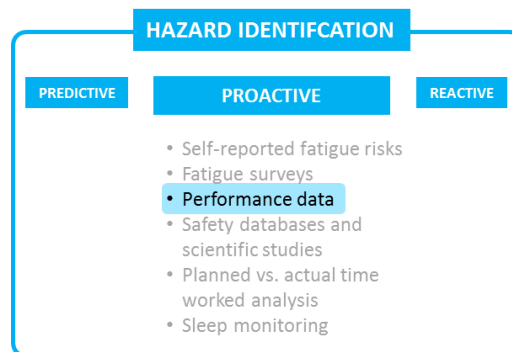 HAZARD IDENTIFCATION
PREDICTIVE
PROACTIVE
REACTIVE
• Self-reported fatigue risks
• Fatigue surveys
• Performance data
• Safety databases and
scientific studies
• Planned vs. actual time
worked analysis
• Sleep monitoring